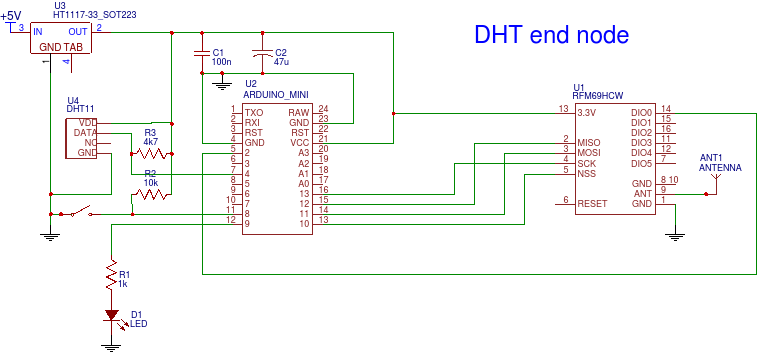 DHT end node
+5V
U3
HT1117-33_SOT223
3 IN OUT 2
GND TAB
1 4
C1
100n
C2
47u
U4
DHT11
VDD
DATA
NC
GND
R3
4k7
R2
10k
U2
ARDUINO_MINI
1 TXO RAW 24
2 RXI GND 23
3 RST RST 22
4 GND VCC 21
5 2 A3 20
6 3 A2 19
7 4 A1 18
8 5 A0 17
9 6 13 16
10 7 12 15
11 8 11 14
12 9 10 13
U1
RFM69HCW
13 3.3V DIO0 14
DIO1 15
DIO2 16
2 MISO DIO3 11
3 MOSI DIO4 12
4 SCK DIO5 7
5 NSS
GND 8 10
ANT 9
6 RESET GND 1
ANT1
ANTENNA
R1
1k
D1
LED